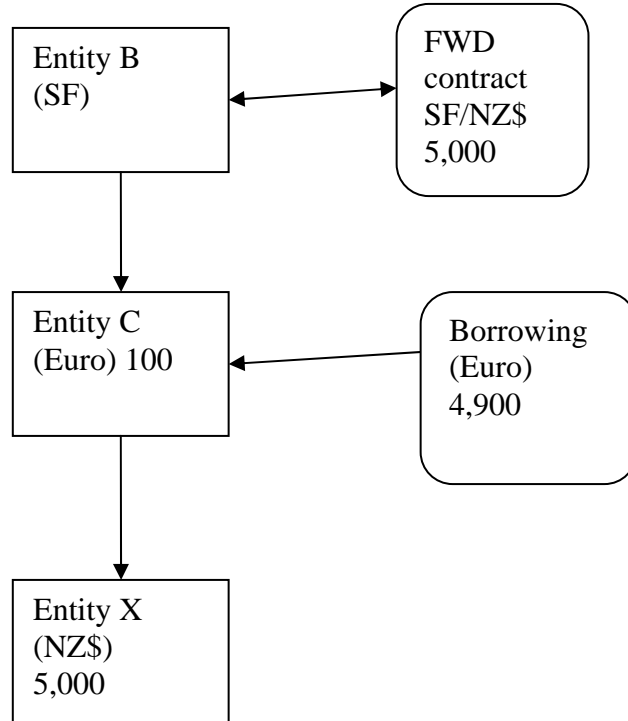 Entity B
(SF)
FWD
contract
SF/NZ$
5,000
Entity C
(Euro) 100
Borrowing
(Euro)
4,900
Entity X
(NZ$)
5,000